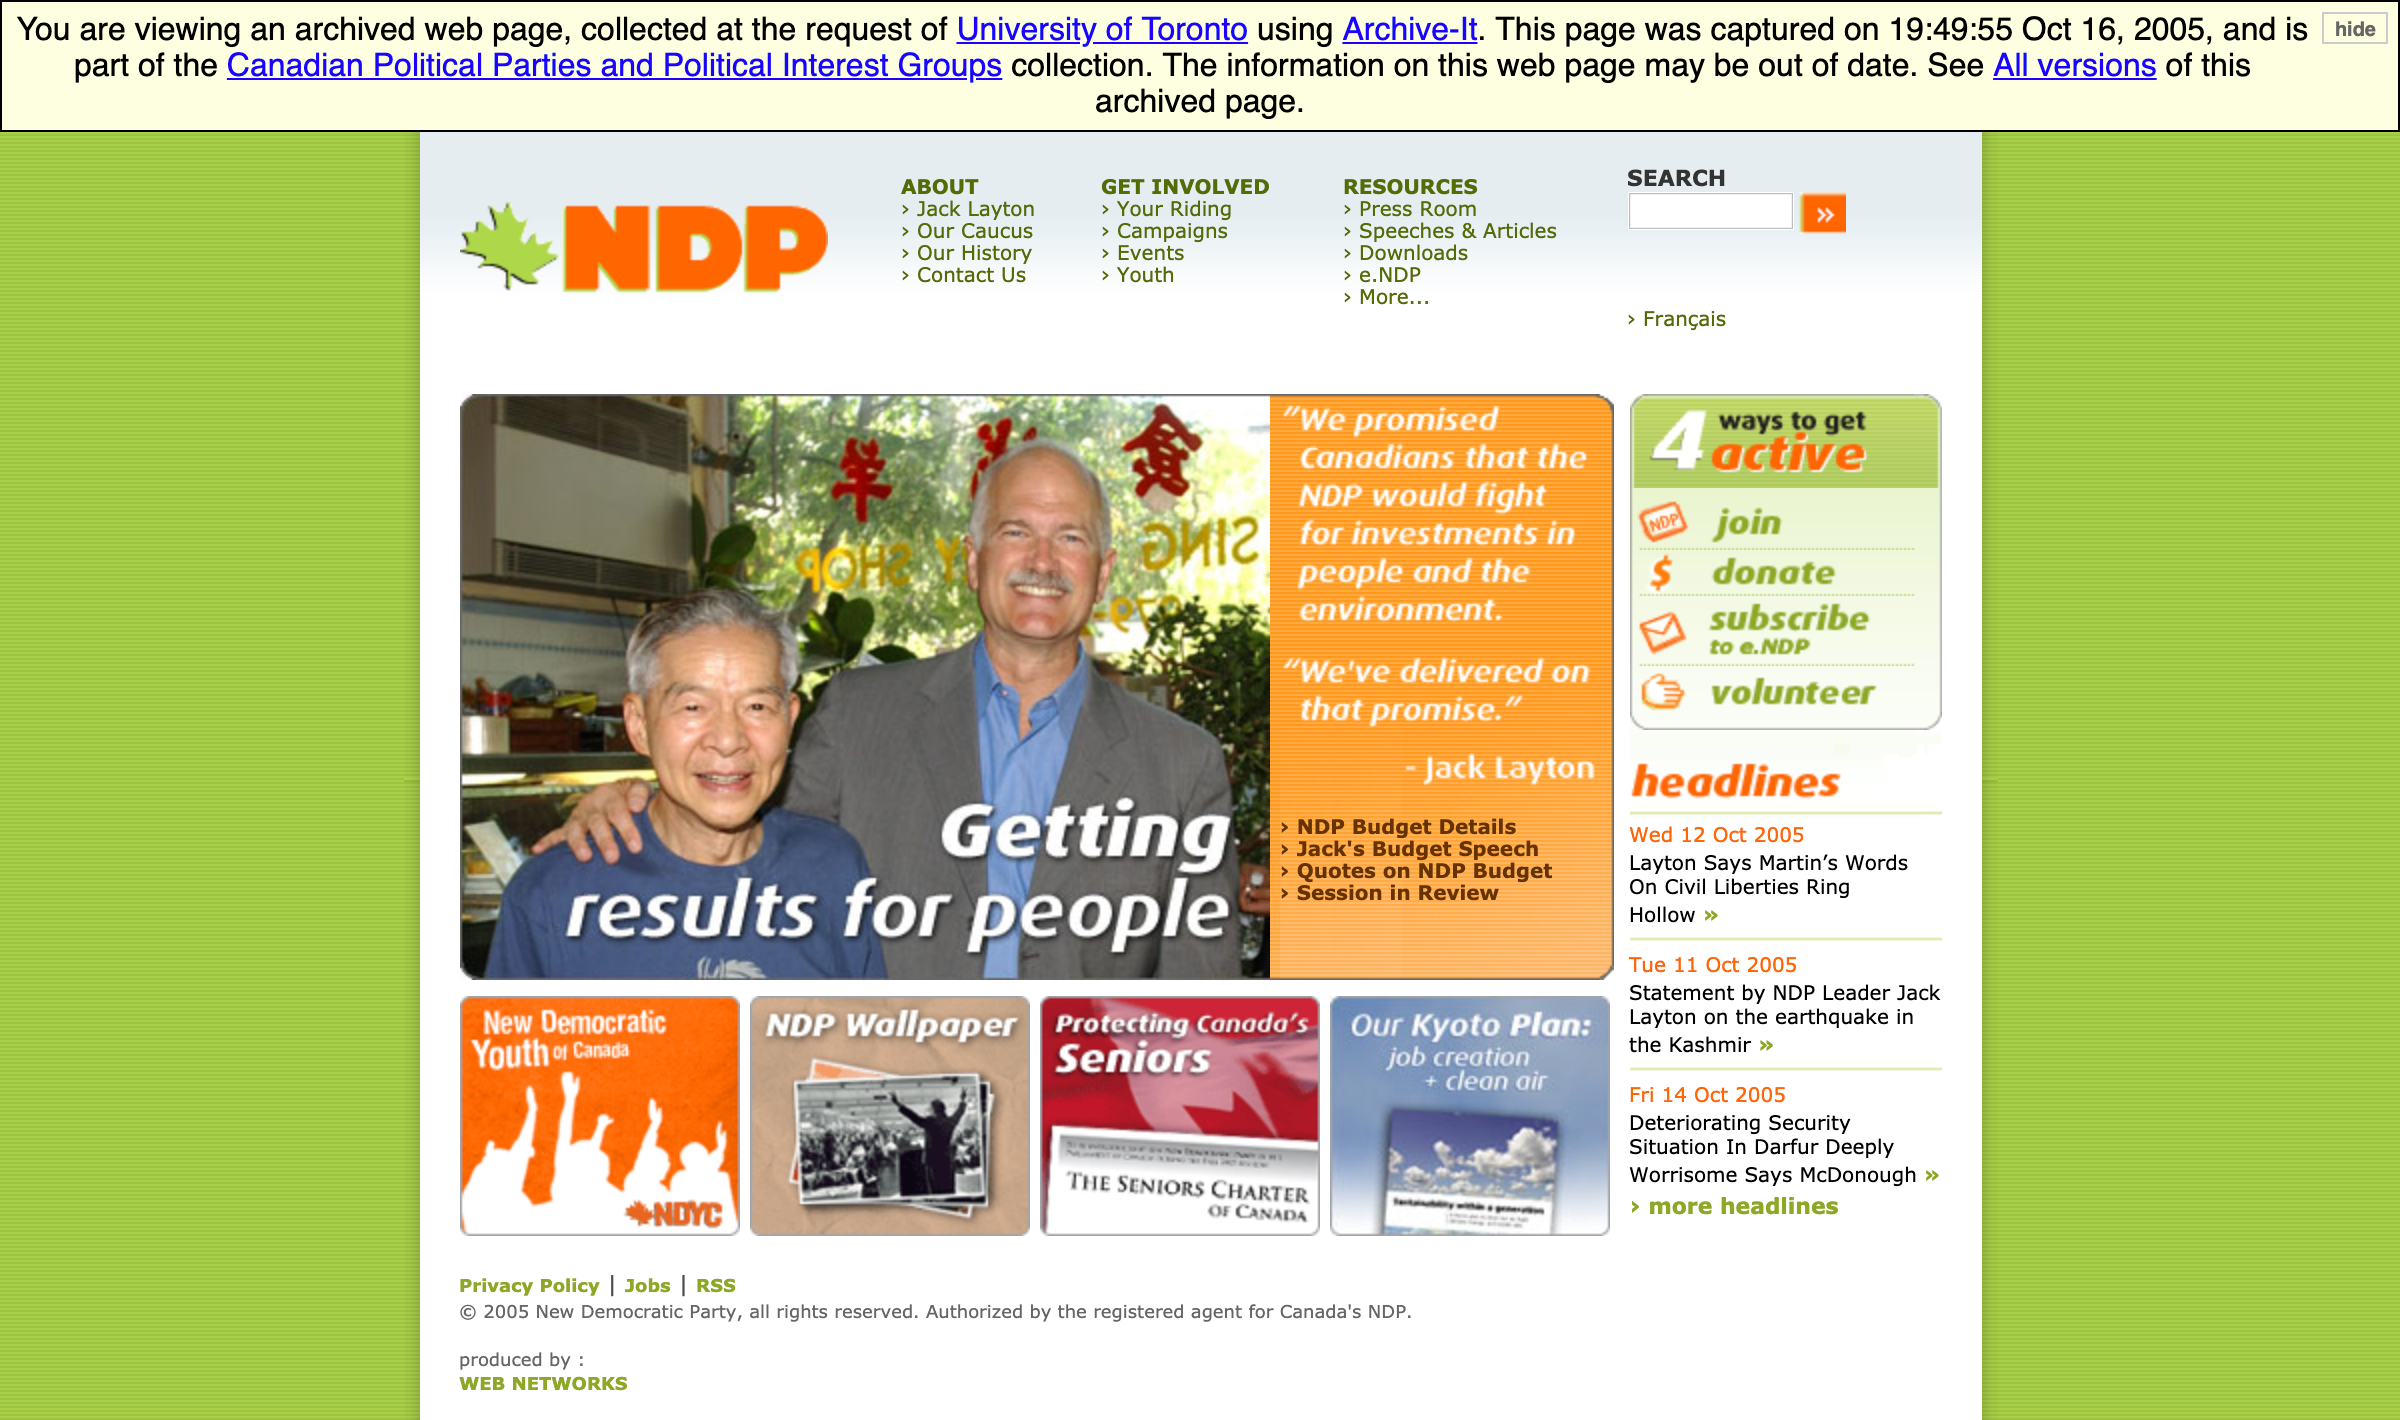 You are viewing an archived web page, collected at the request of University of Toronto using Archive-It. This page was captured on 19:49:55 Oct 16, 2005, and is
part of the Canadian Political Parties and Political Interest Groups collection. The information on this web page may be out of date. See All versions of this
archived page.
hide
NDP
ABOUT
› Jack Layton
› Our Caucus
› Our History
› Contact Us
GET INVOLVED
› Your Riding
› Campaigns
› Events
› Youth
RESOURCES
› Press Room
› Speeches & Articles
› Downloads
› e.NDP
› More...
SEARCH
»
› Français
羊
食
Y SHOP
SING
979-
Getting
results for people
"We promised
Canadians that the
NDP would fight
for investments in
people and the
environment.
"We've delivered on
that promise."
- Jack Layton
› NDP Budget Details
› Jack's Budget Speech
› Quotes on NDP Budget
› Session in Review
4 ways to get
active
NDP join
$ donate
subscribe
to e.NDP
volunteer
headlines
Wed 12 Oct 2005
Layton Says Martin’s Words
On Civil Liberties Ring
Hollow »
Tue 11 Oct 2005
Statement by NDP Leader Jack
Layton on the earthquake in
the Kashmir »
Fri 14 Oct 2005
Deteriorating Security
Situation In Darfur Deeply
Worrisome Says McDonough »
› more headlines
New Democratic
Youth of Canada
NDYC
NDP Wallpaper
Protecting Canada's
Seniors
THE SENIORS CHARTER
OF CANADA
Our Kyoto Plan:
job creation
+ clean air
Sustainability within a generation
Privacy Policy | Jobs | RSS
© 2005 New Democratic Party, all rights reserved. Authorized by the registered agent for Canada's NDP.
produced by :
WEB NETWORKS